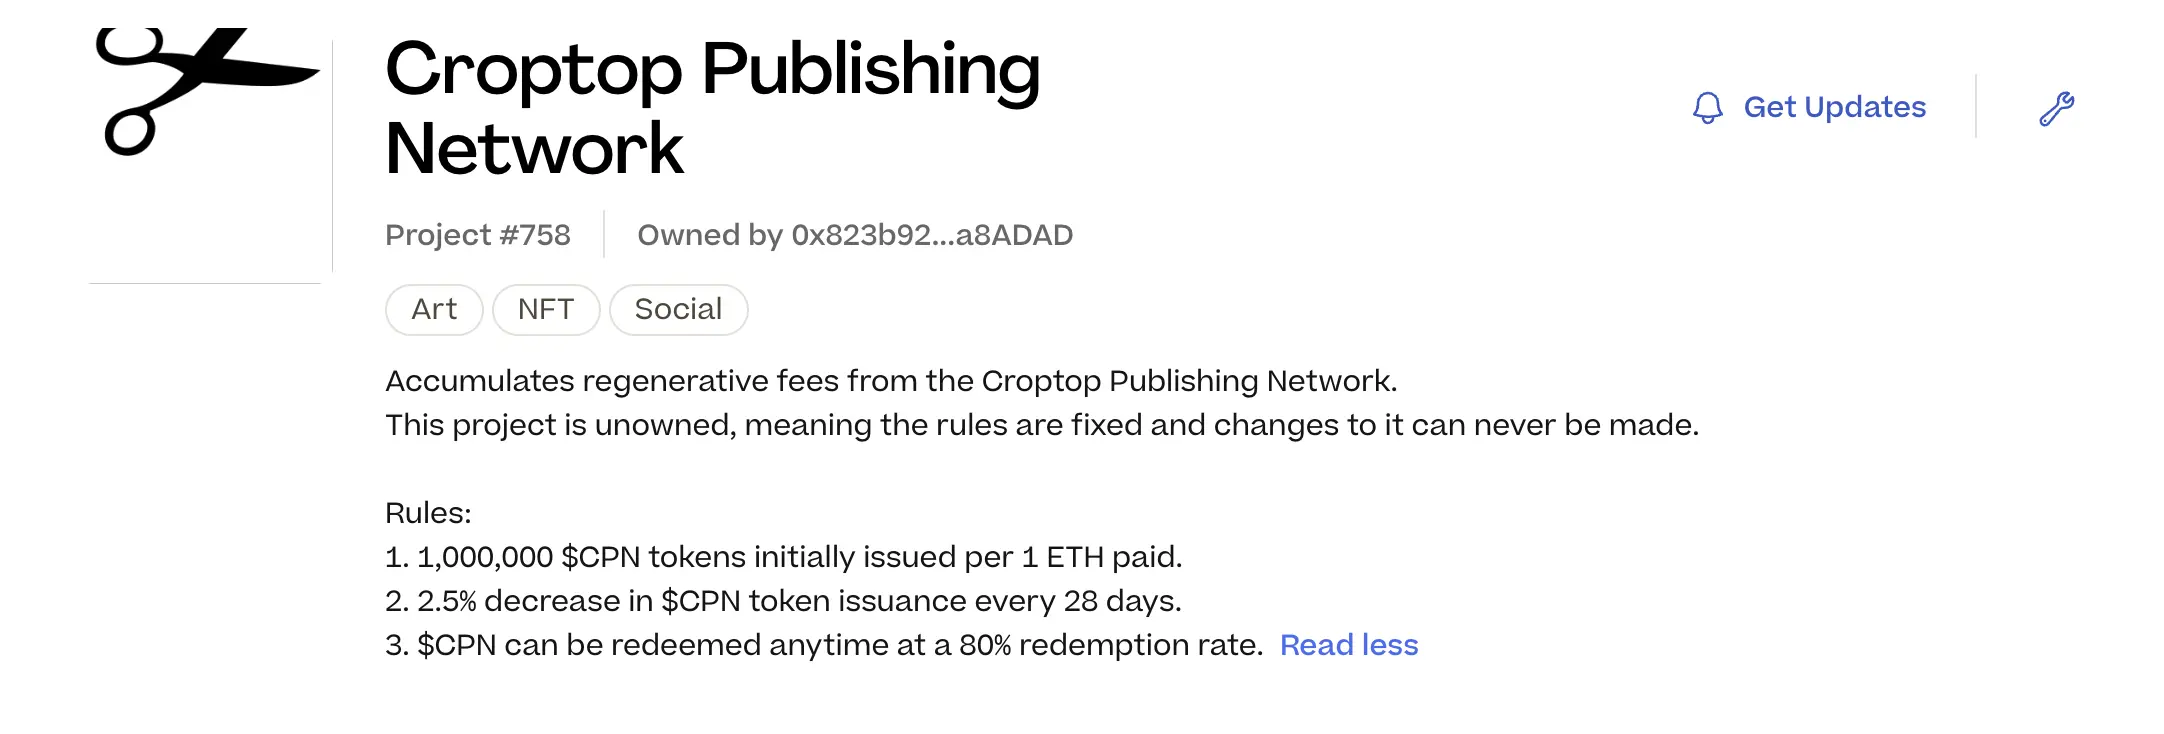 Croptop Publishing
Network
Get Updates
Project #758
Owned by 0x823b92...a8ADAD
Art
NFT
Social
Accumulates regenerative fees from the Croptop Publishing Network.
This project is unowned, meaning the rules are fixed and changes to it can never be made.
Rules:
1. 1,000,000 $CPN tokens initially issued per 1 ETH paid.
2. 2.5% decrease in $CPN token issuance every 28 days.
3. $CPN can be redeemed anytime at a 80% redemption rate. Read less